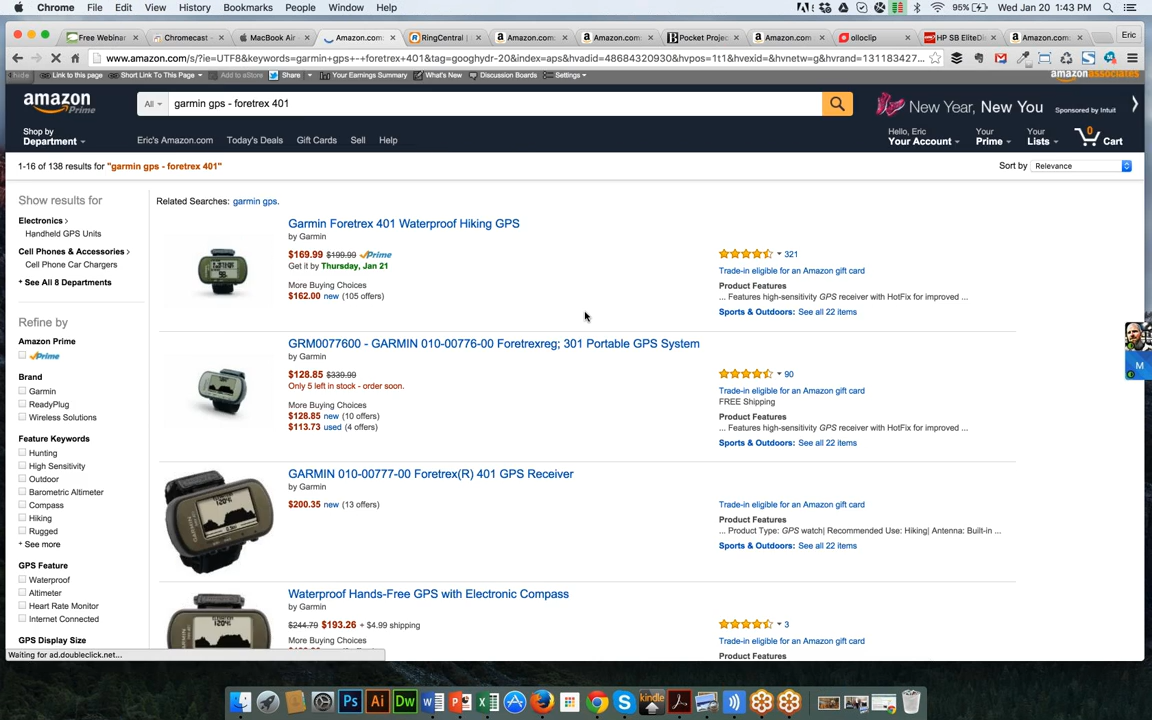 Chrome File Edit View History Bookmarks People Window Help 95% Wed Jan 20 1:43 PM
Free Webinar Chromecast - MacBook Air Amazon.com: RingCentral | Amazon.com: Amazon.com: Pocket Projec Amazon.com: olloclip HP SB EliteDi Amazon.com: Eric
www.amazon.com/s/?ie=UTF8&keywords=garmin+gps+-+foretrex+401&tag=googhydr-20&index=aps&hvadid=48684320930&hvpos=1t1&hvexid=&hvnetw=g&hvrand=131183427...
hide Link to this page Short Link To This Page Add to aStore Share Your Earnings Summary What's New Discussion Boards Settings amazonassociates
amazon Prime
All garmin gps - foretrex 401
New Year, New You Sponsored by Intuit
Shop by Department
Eric's Amazon.com Today's Deals Gift Cards Sell Help
Hello, Eric Your Account
Your Prime
Your Lists
0 Cart
1-16 of 138 results for "garmin gps - foretrex 401"
Sort by Relevance
Show results for
Electronics
Handheld GPS Units
Cell Phones & Accessories
Cell Phone Car Chargers
+ See All 8 Departments
Refine by
Amazon Prime
Prime
Brand
Garmin
ReadyPlug
Wireless Solutions
Feature Keywords
Hunting
High Sensitivity
Outdoor
Barometric Altimeter
Compass
Hiking
Rugged
+ See more
GPS Feature
Waterproof
Altimeter
Heart Rate Monitor
Internet Connected
GPS Display Size
Related Searches: garmin gps.
Garmin Foretrex 401 Waterproof Hiking GPS
by Garmin
$169.99 $199.99 Prime
Get it by Thursday, Jan 21
More Buying Choices
$162.00 new (105 offers)
321
Trade-in eligible for an Amazon gift card
Product Features
... Features high-sensitivity GPS receiver with HotFix for improved ...
Sports & Outdoors: See all 22 items
GRM0077600 - GARMIN 010-00776-00 Foretrexreg; 301 Portable GPS System
by Garmin
$128.85 $339.99
Only 5 left in stock - order soon.
More Buying Choices
$128.85 new (10 offers)
$113.73 used (4 offers)
90
Trade-in eligible for an Amazon gift card
FREE Shipping
Product Features
... Features high-sensitivity GPS receiver with HotFix for improved ...
Sports & Outdoors: See all 22 items
GARMIN 010-00777-00 Foretrex(R) 401 GPS Receiver
by Garmin
$200.35 new (13 offers)
Trade-in eligible for an Amazon gift card
Product Features
... Product Type: GPS watch| Recommended Use: Hiking| Antenna: Built-in ...
Sports & Outdoors: See all 22 items
Waterproof Hands-Free GPS with Electronic Compass
by Garmin
$244.79 $193.26 + $4.99 shipping
More Buying Choices
3
Trade-in eligible for an Amazon gift card
Product Features
M
Waiting for ad.doubleclick.net...
Ps Ai Dw kindle